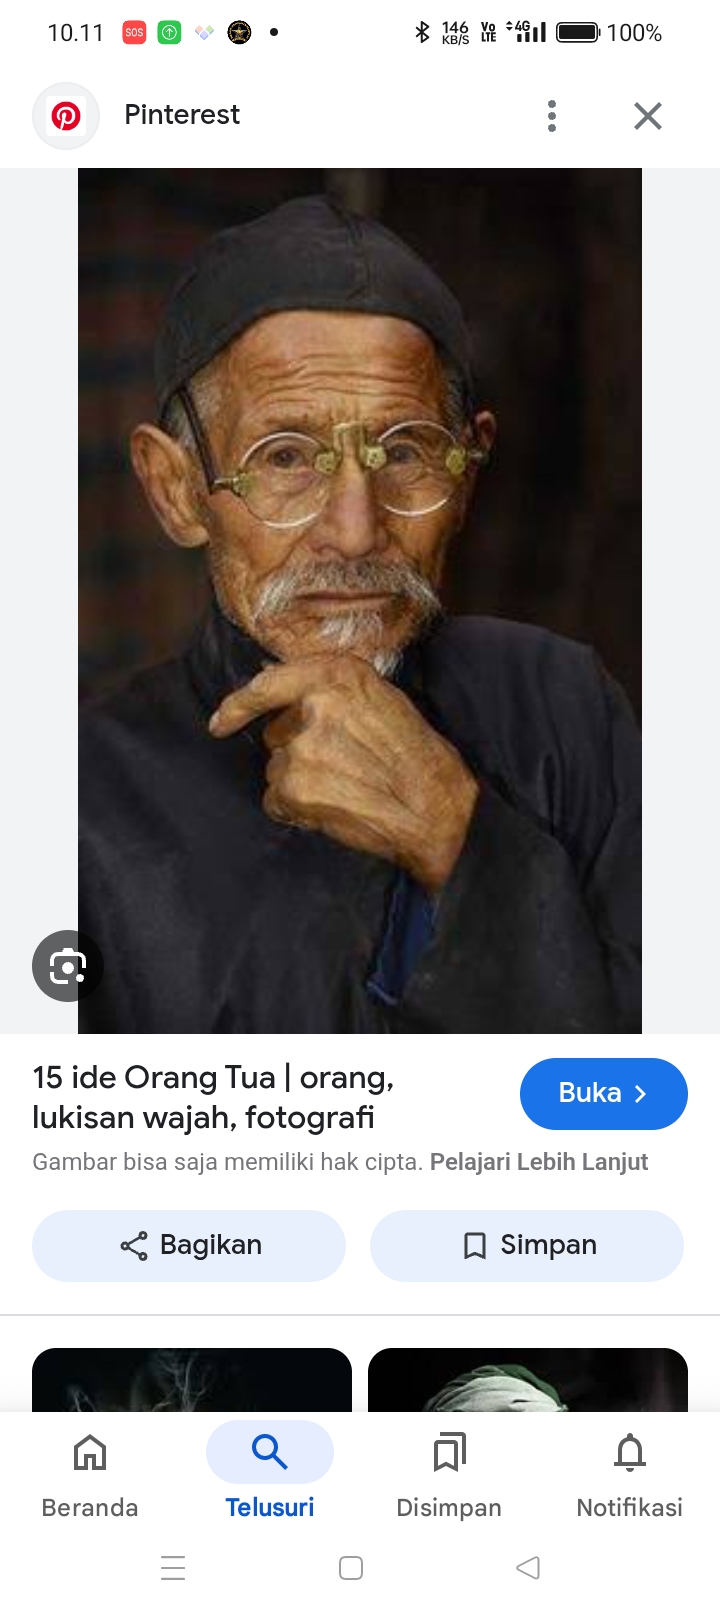 10.11 SOS 146 KB/S Vo LTE 4G 100%
Pinterest
15 ide Orang Tua | orang,
lukisan wajah, fotografi
Buka
Gambar bisa saja memiliki hak cipta. Pelajari Lebih Lanjut
Bagikan
Simpan
Beranda
Telusuri
Disimpan
Notifikasi